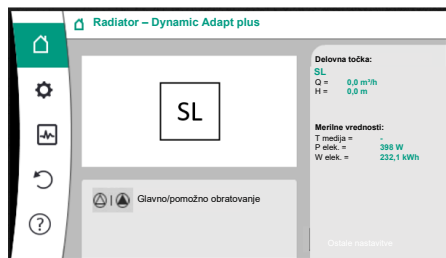 Radiator – Dynamic Adapt plus
SL
Glavno/pomožno obratovanje
Delovna točka:
SL
Q = 0,0 m³/h
H = 0,0 m
Merilne vrednosti:
T medija = -
P elek. = 398 W
W elek. = 232,1 kWh
Ostale nastavitve